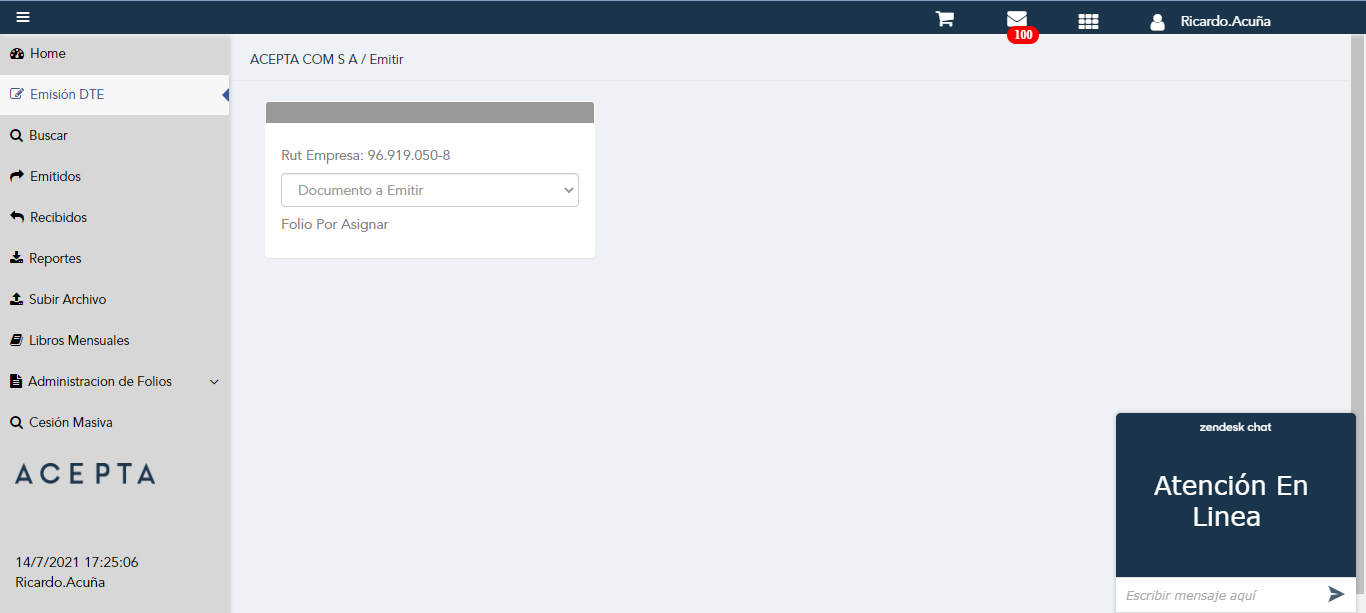 100
Ricardo.Acuña
Home
Emisión DTE
Buscar
Emitidos
Recibidos
Reportes
Subir Archivo
Libros Mensuales
Administracion de Folios
Cesión Masiva
ACEPTA
14/7/2021 17:25:06
Ricardo.Acuña
ACEPTA COM S A / Emitir
Rut Empresa: 96.919.050-8
Documento a Emitir
Folio Por Asignar
zendesk chat
Atención En
Linea
Escribir mensaje aquí